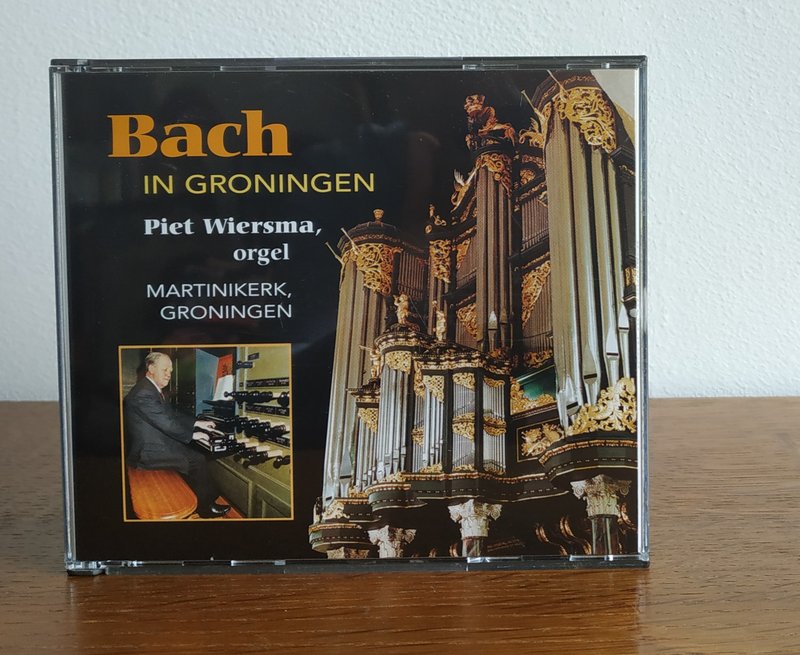 Bach
IN GRONINGEN
Piet Wiersma,
orgel
MARTINIKERK,
GRONINGEN